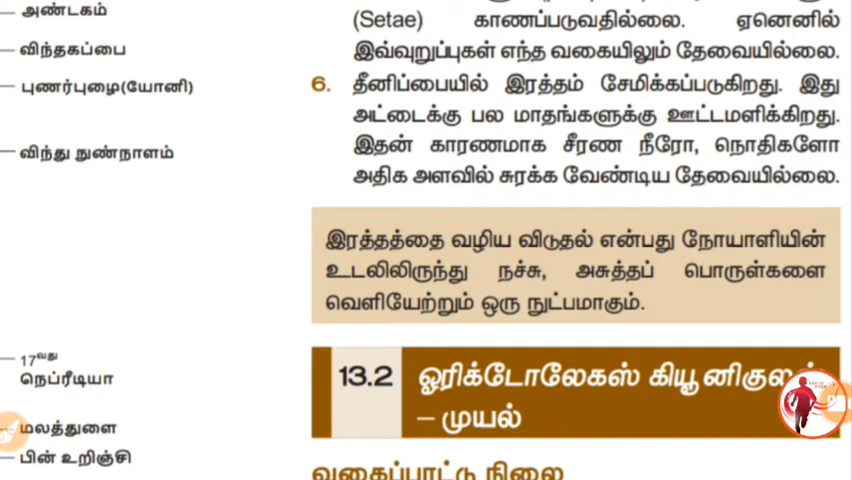 அண்டகம்
விந்தகப்பை
புணர்புழை(யோனி)
விந்து நுண்நாளம்
17வது
நெப்ரீடியா
மலத்துளை
பின் உறிஞ்சி
(Setae) காணப்படுவதில்லை. ஏனெனில்
இவ்வுறுப்புகள் எந்த வகையிலும் தேவையில்லை.
6. தீனிப்பையில் இரத்தம் சேமிக்கப்படுகிறது. இது
அட்டைக்கு பல மாதங்களுக்கு ஊட்டமளிக்கிறது.
இதன் காரணமாக சீரண நீரோ, நொதிகளோ
அதிக அளவில் சுரக்க வேண்டிய தேவையில்லை.
இரத்தத்தை வழிய விடுதல் என்பது நோயாளியின்
உடலிலிருந்து நச்சு, அசுத்தப் பொருள்களை
வெளியேற்றும் ஒரு நுட்பமாகும்.
13.2 ஓரிக்டோலேகஸ் கியூனிகுலஸ்
– முயல்
வகைப்பாட்டு நிலை